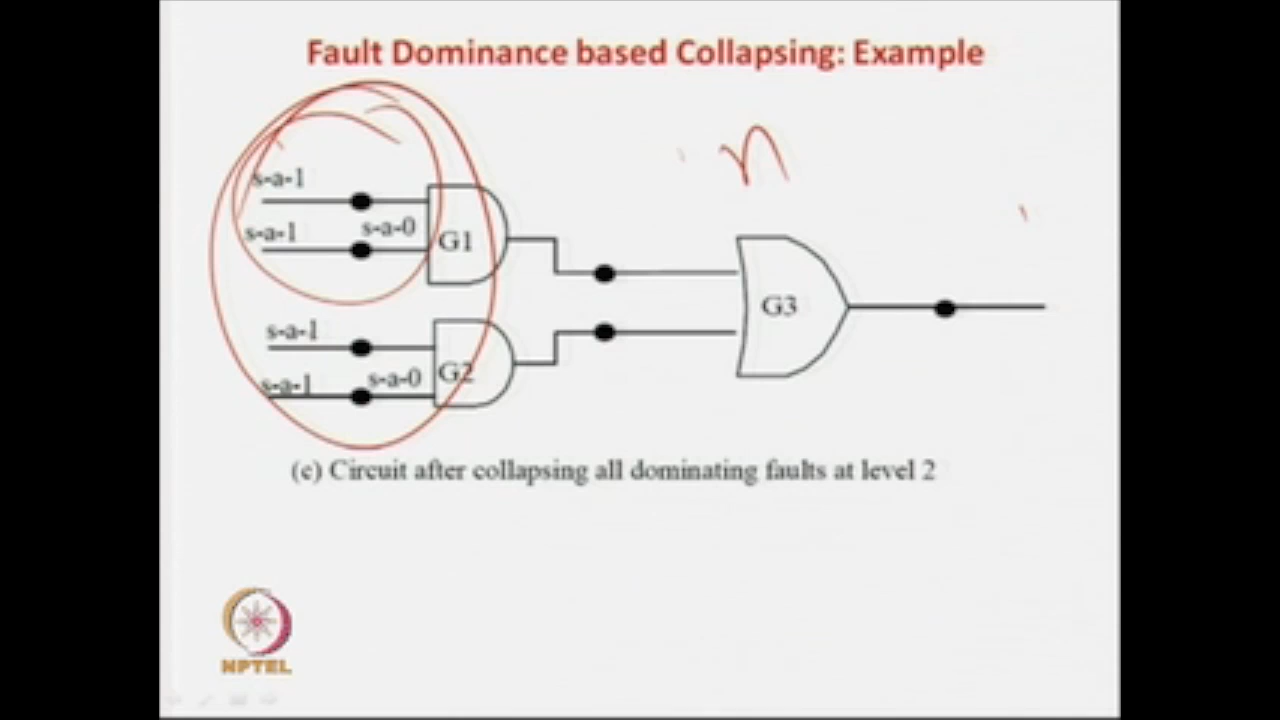 Fault Dominance based Collapsing: Example
n
s-a-1
s-a-1 s-a-0 G1
G3
s-a-1
s-a-1 s-a-0 G2
(c) Circuit after collapsing all dominating faults at level 2
NPTEL